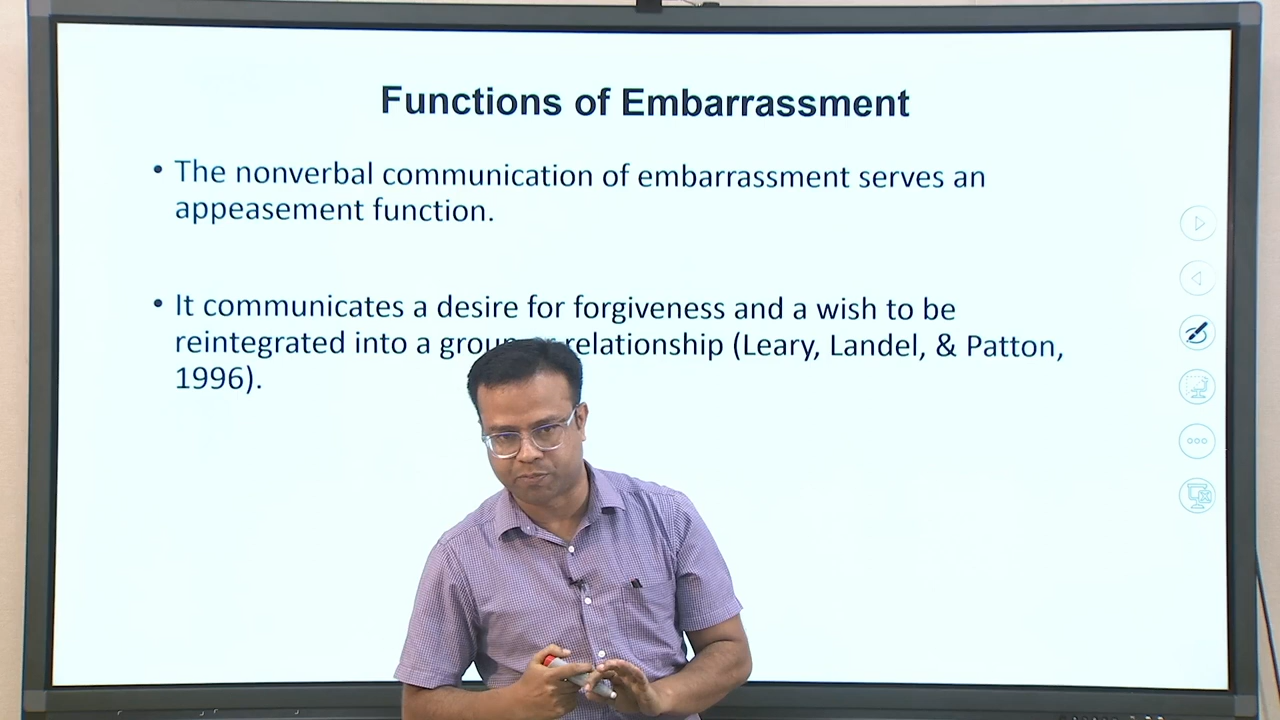 Functions of Embarrassment
• The nonverbal communication of embarrassment serves an
appeasement function.
• It communicates a desire for forgiveness and a wish to be
reintegrated into a relationship (Leary, Landel, & Patton,
1996).